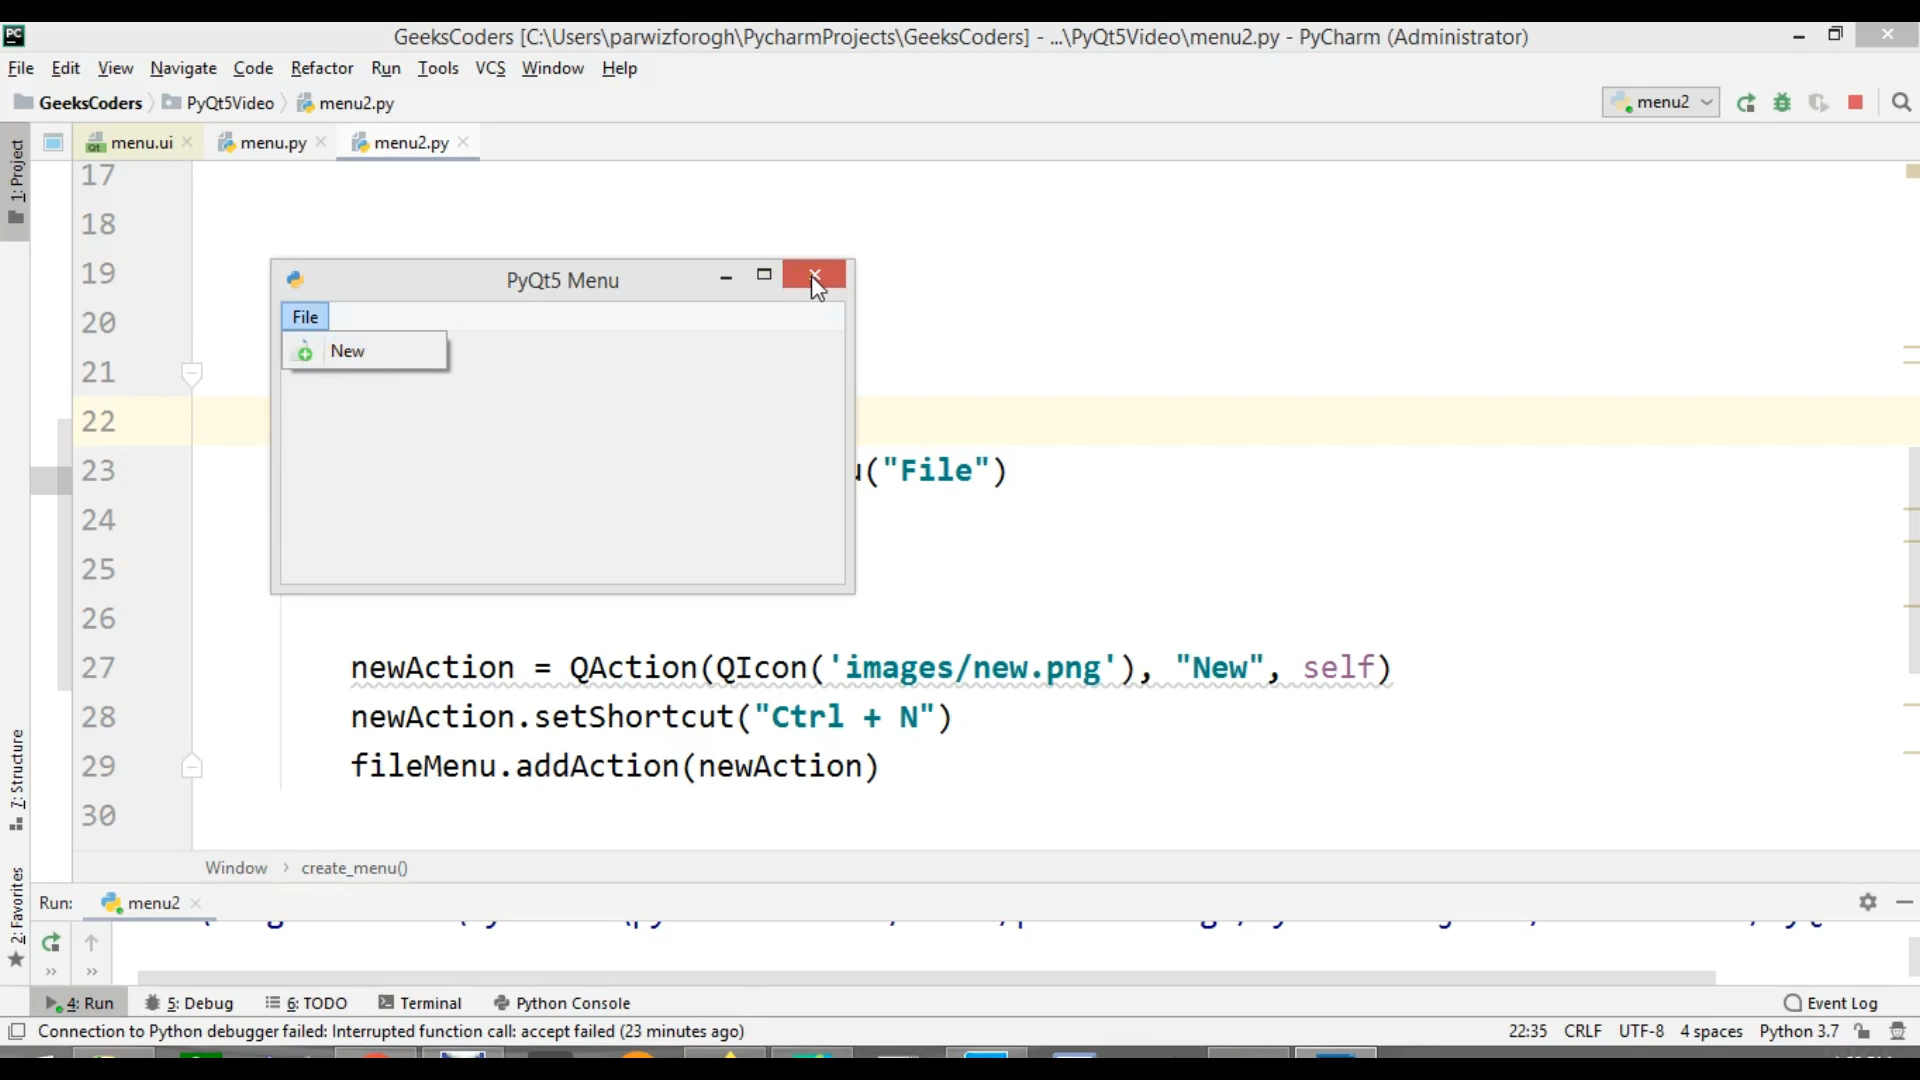 PC
GeeksCoders [C:\Users\parwizforogh\PycharmProjects\GeeksCoders] - ...\PyQt5Video\menu2.py - PyCharm (Administrator)
File Edit View Navigate Code Refactor Run Tools VCS Window Help
GeeksCoders PyQt5Video menu2.py menu2
menu.ui menu.py menu2.py
1: Project
17
18
19
PyQt5 Menu
File
20
New
21
22
23 ("File")
24
25
26
27 newAction = QAction(QIcon('images/new.png'), "New", self)
28 newAction.setShortcut("Ctrl + N")
29 fileMenu.addAction(newAction)
30
7: Structure
Window › create_menu()
2: Favorites
Run: menu2
4: Run 5: Debug 6: TODO Terminal Python Console Event Log
Connection to Python debugger failed: Interrupted function call: accept failed (23 minutes ago) 22:35 CRLF UTF-8 4 spaces Python 3.7